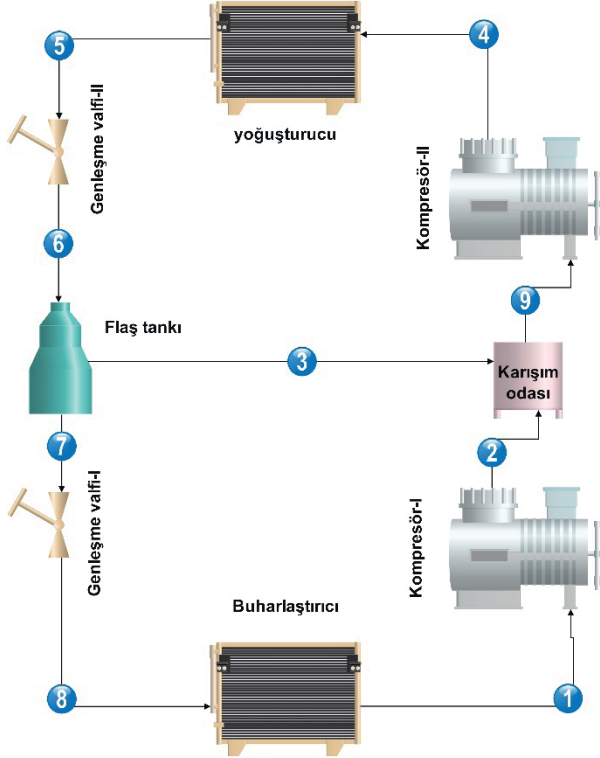 5
4
yoğuşturucu
Genleşme valfi-II
Kompresör-II
6
9
Flaş tankı
3
Karışım
odası
7
2
Genleşme valfi-I
Kompresör-I
Buharlaştırıcı
8
1